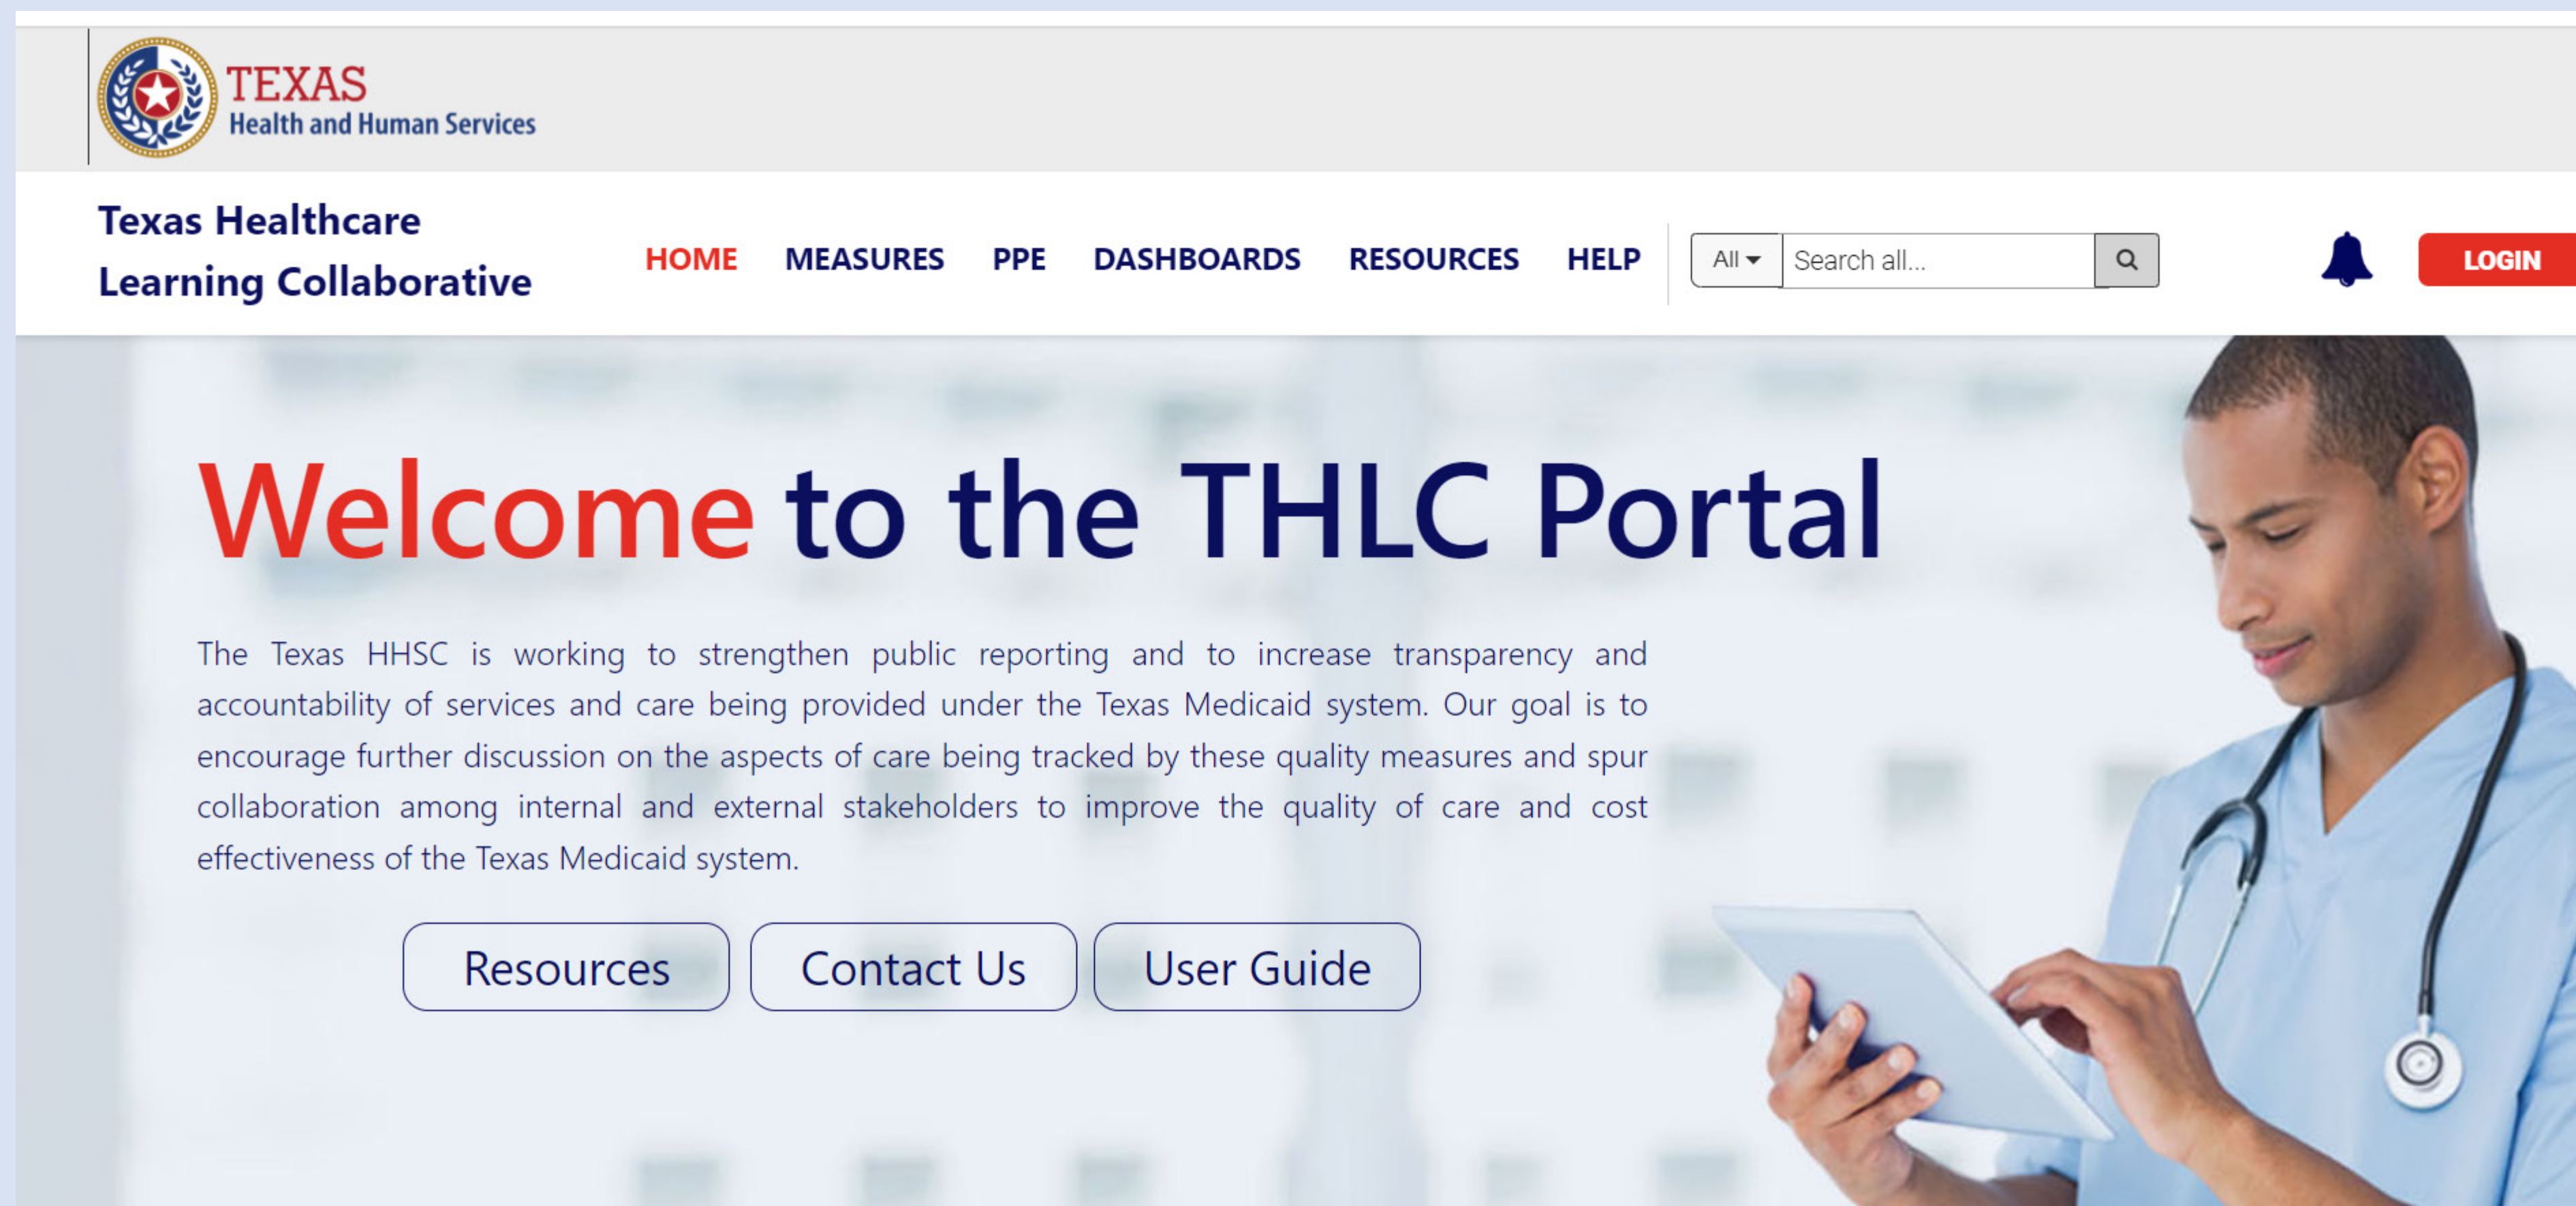 TEXAS
Health and Human Services
Texas Healthcare
Learning Collaborative
HOME MEASURES PPE DASHBOARDS RESOURCES HELP All Search all... LOGIN
Welcome to the THLC Portal
The Texas HHSC is working to strengthen public reporting and to increase transparency and
accountability of services and care being provided under the Texas Medicaid system. Our goal is to
encourage further discussion on the aspects of care being tracked by these quality measures and spur
collaboration among internal and external stakeholders to improve the quality of care and cost
effectiveness of the Texas Medicaid system.
Resources Contact Us User Guide